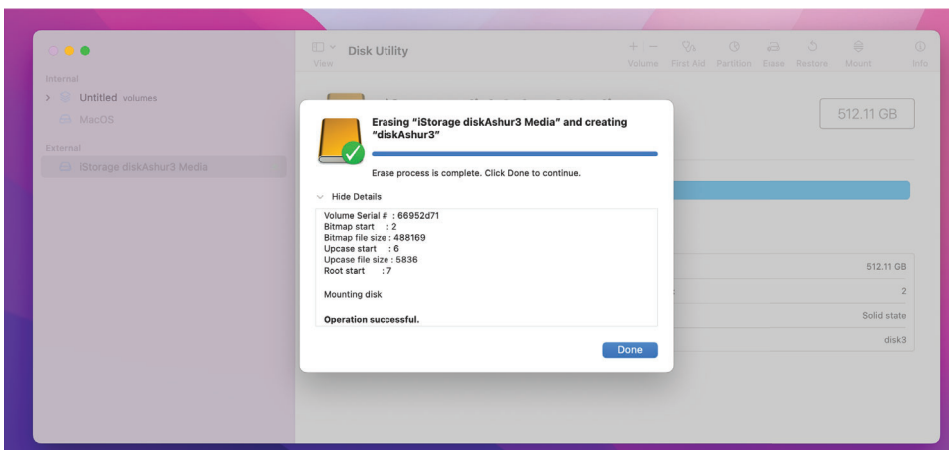 Disk Utility
View
Volume First Aid Partition Erase Restore Mount Info
Internal
Untitled volumes
MacOS
External
iStorage diskAshur3 Media
512.11 GB
Erasing “iStorage diskAshur3 Media” and creating
“diskAshur3”
Erase process is complete. Click Done to continue.
Hide Details
Volume Serial # : 66952d71
Bitmap start : 2
Bitmap file size : 488169
Upcase start : 6
Upcase file size : 5836
Root start : 7
Mounting disk
Operation successful.
Done
512.11 GB
2
Solid state
disk3